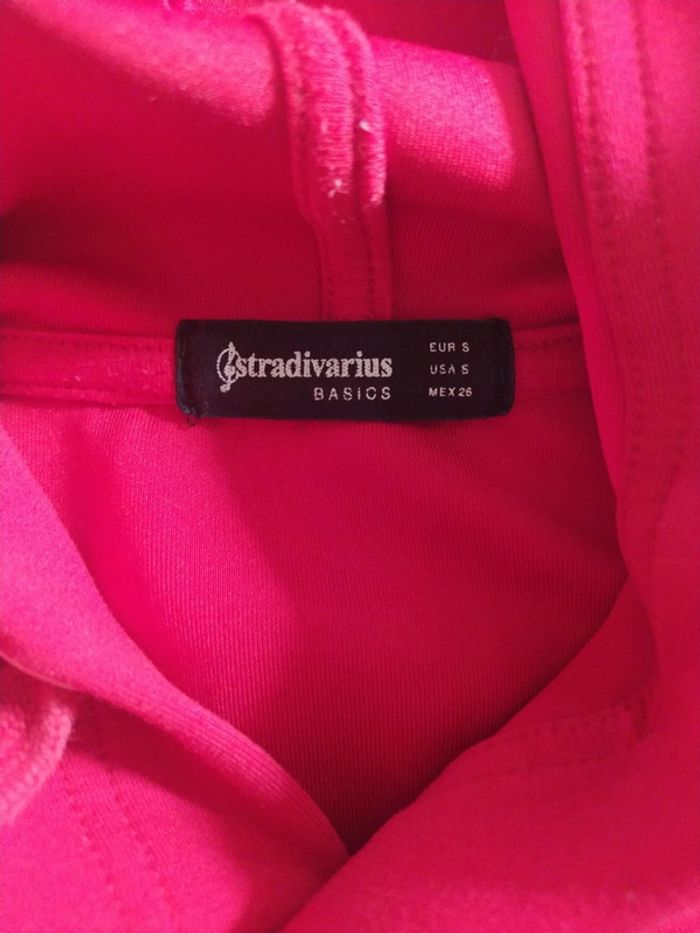 stradivarius
BASICS
EUR S
USA S
MEX 26